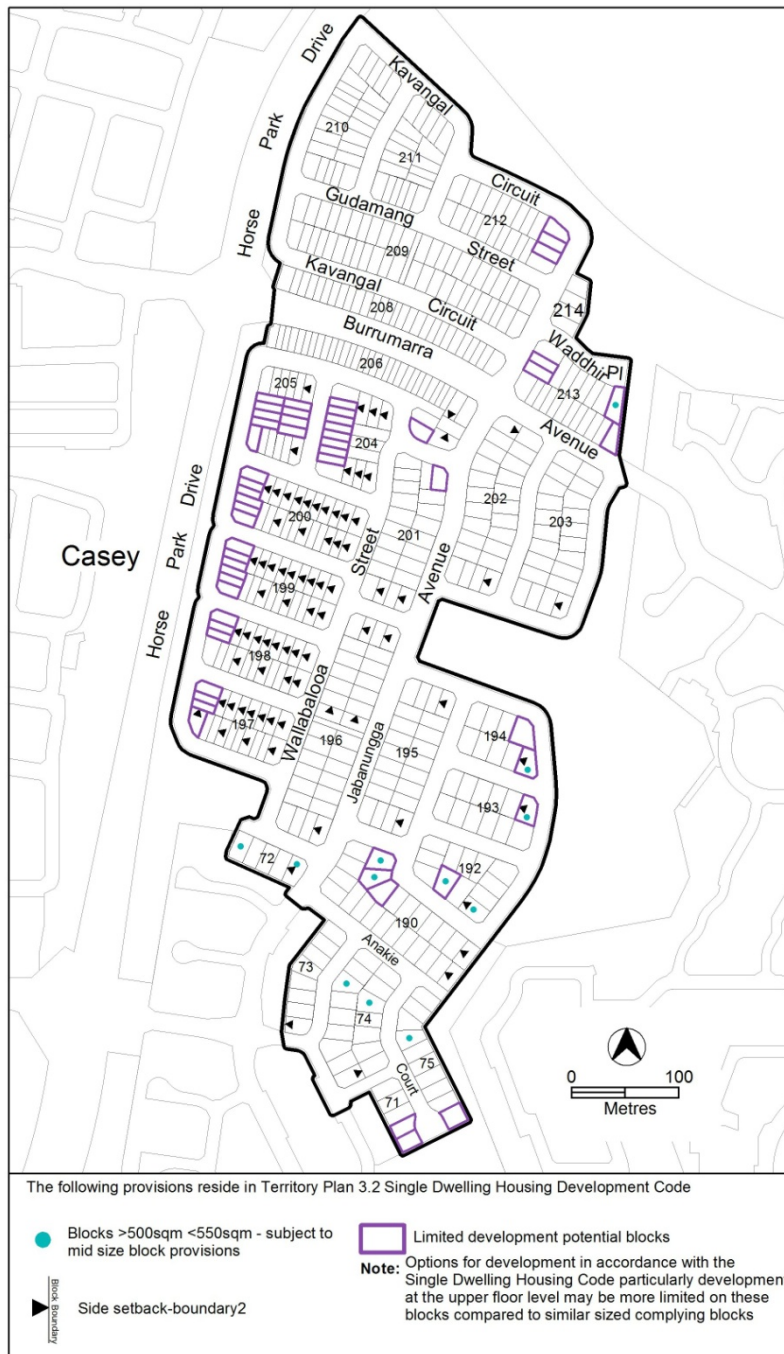 Kavangal
Drive
210
211
Park
Circuit
212
Gudamang
Street
Horse
209
Kavangal
Circuit
208
214
Burrumarra
Waddhir
Pl
206
213
205
Avenue
204
202
203
Drive
200
201
Street
Avenue
Casey
Park
199
Horse
198
Wallabalooa
197
196
Jabanungga
195
194
193
72
192
190
Anakie
73
74
75
Court
71
0 100
Metres
The following provisions reside in Territory Plan 3.2 Single Dwelling Housing Development Code
Blocks >500sqm <550sqm - subject to
mid size block provisions
Limited development potential blocks
Note: Options for development in accordance with the
Single Dwelling Housing Code particularly development
at the upper floor level may be more limited on these
blocks compared to similar sized complying blocks
Block Boundary
Side setback-boundary2